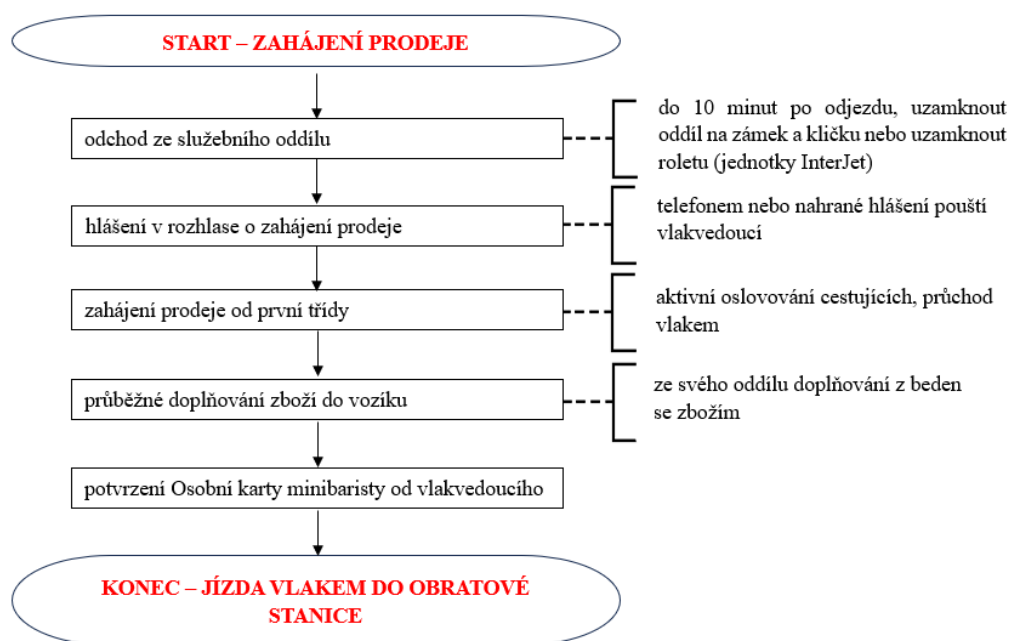 START – ZAHÁJENÍ PRODEJE
odchod ze služebního oddílu
do 10 minut po odjezdu, uzamknout
oddíl na zámek a kličku nebo uzamknout
roletu (jednotky InterJet)
hlášení v rozhlase o zahájení prodeje
telefonem nebo nahrané hlášení pouští
vlakvedoucí
zahájení prodeje od první třídy
aktivní oslovování cestujících, průchod
vlakem
průběžné doplňování zboží do vozíku
ze svého oddílu doplňování z beden
se zbožím
potvrzení Osobní karty minibaristy od vlakvedoucího
KONEC – JÍZDA VLAKEM DO OBRATOVÉ
STANICE